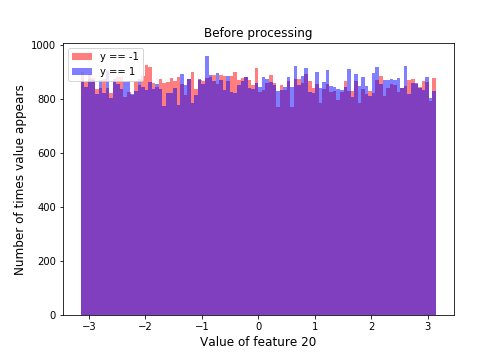 Before processing
y == -1
y == 1
1000
800
600
400
200
0
−3 −2 −1 0 1 2 3
Number of times value appears
Value of feature 20